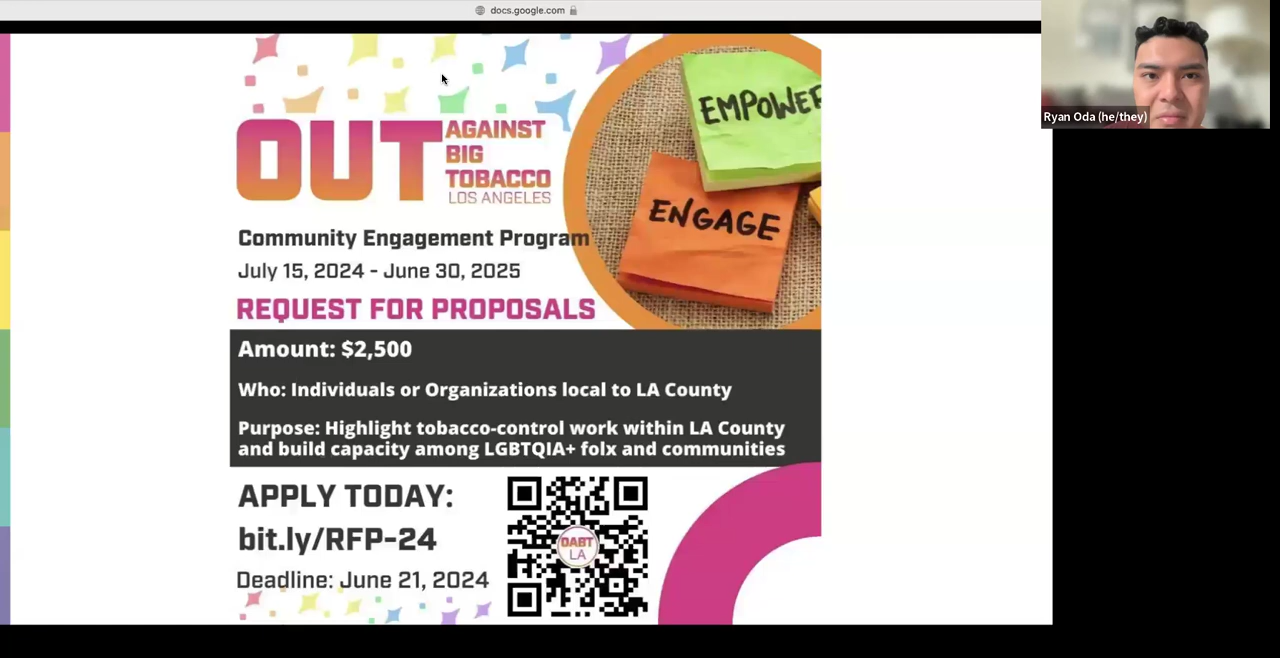 docs.google.com
Ryan Oda (he/they)
EMPOWER
ENGAGE
OUT
AGAINST
BIG
TOBACCO
LOS ANGELES
Community Engagement Program
July 15, 2024 - June 30, 2025
REQUEST FOR PROPOSALS
Amount: $2,500
Who: Individuals or Organizations local to LA County
Purpose: Highlight tobacco-control work within LA County
and build capacity among LGBTQIA+ folx and communities
APPLY TODAY:
bit.ly/RFP-24
Deadline: June 21, 2024
OABT
LA